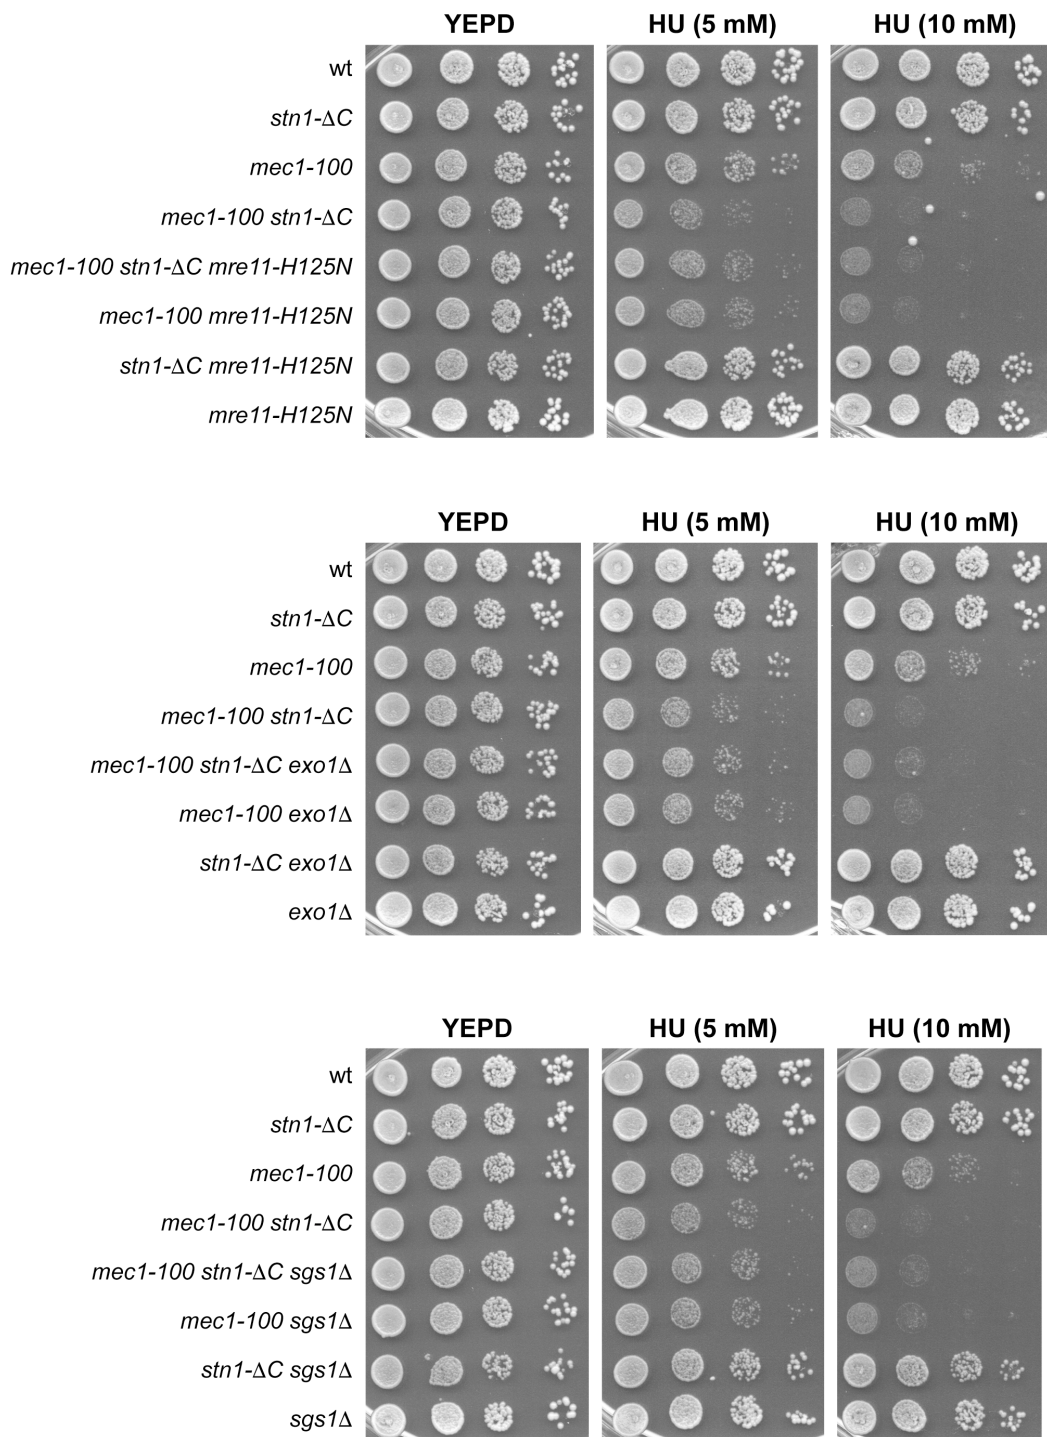 YEPD HU (5 mM) HU (10 mM)
wt
stn1-ΔC
mec1-100
mec1-100 stn1-ΔC
mec1-100 stn1-ΔC mre11-H125N
mec1-100 mre11-H125N
stn1-ΔC mre11-H125N
mre11-H125N
YEPD HU (5 mM) HU (10 mM)
wt
stn1-ΔC
mec1-100
mec1-100 stn1-ΔC
mec1-100 stn1-ΔC exo1Δ
mec1-100 exo1Δ
stn1-ΔC exo1Δ
exo1Δ
YEPD HU (5 mM) HU (10 mM)
wt
stn1-ΔC
mec1-100
mec1-100 stn1-ΔC
mec1-100 stn1-ΔC sgs1Δ
mec1-100 sgs1Δ
stn1-ΔC sgs1Δ
sgs1Δ